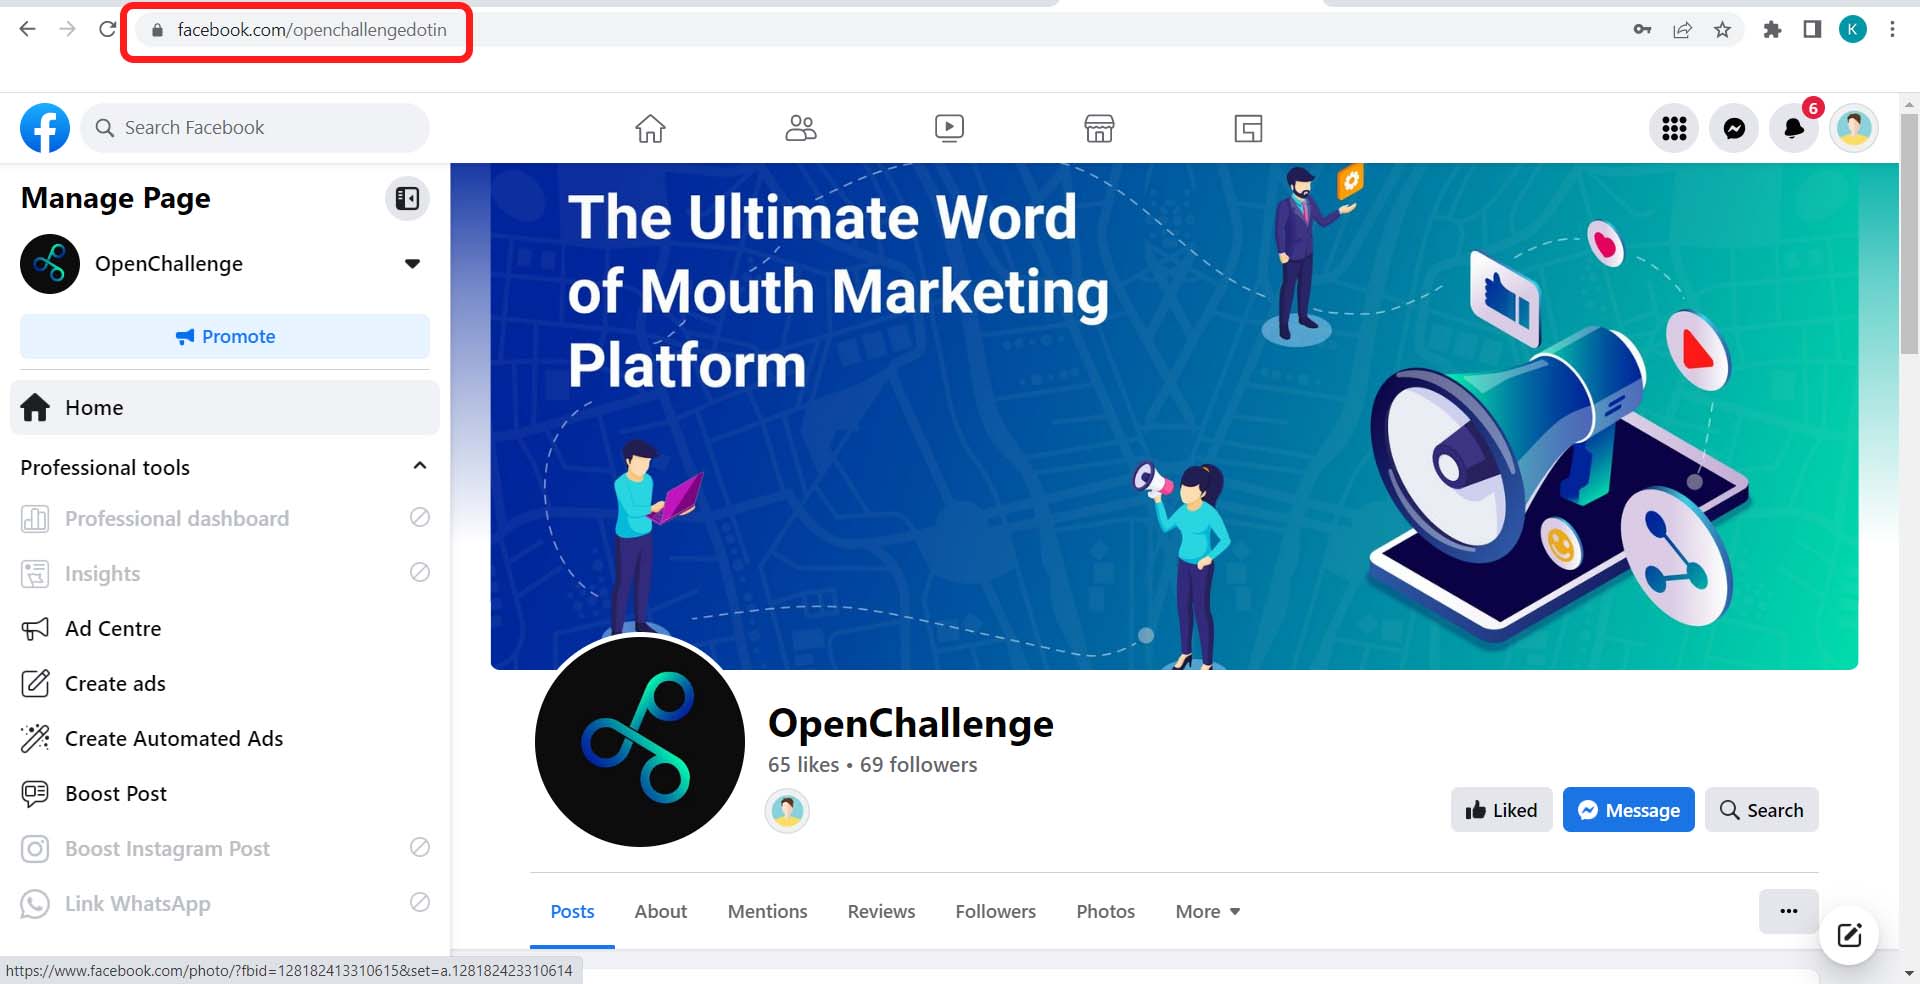 facebook.com/openchallengedotin
K
Search Facebook
6
Manage Page
OpenChallenge
Promote
Home
Professional tools
Professional dashboard
Insights
Ad Centre
Create ads
Create Automated Ads
Boost Post
Boost Instagram Post
Link WhatsApp
The Ultimate Word
of Mouth Marketing
Platform
OpenChallenge
65 likes • 69 followers
Liked
Message
Search
Posts
About
Mentions
Reviews
Followers
Photos
More
https://www.facebook.com/photo/?fbid=128182413310615&set=a.128182423310614